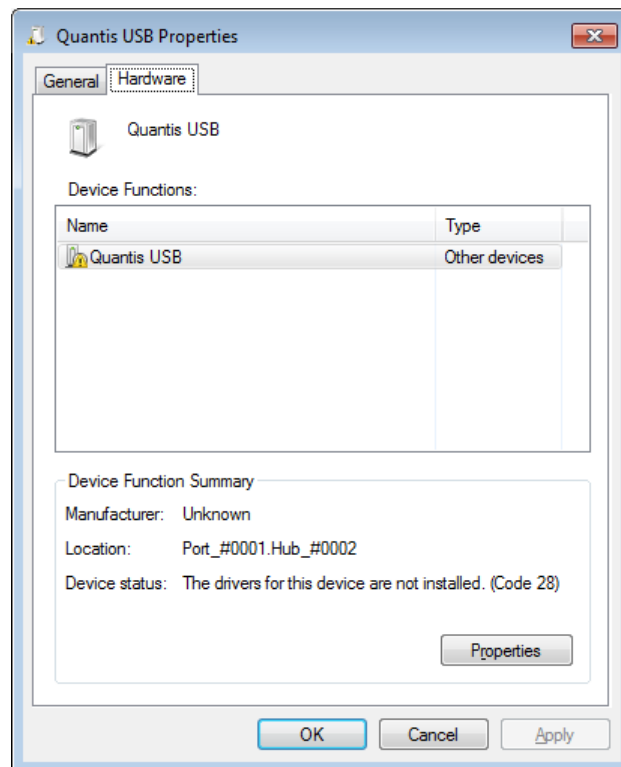 Quantis USB Properties
General Hardware
Quantis USB
Device Functions:
Name Type
Quantis USB Other devices
Device Function Summary
Manufacturer: Unknown
Location: Port_#0001.Hub_#0002
Device status: The drivers for this device are not installed. (Code 28)
Properties
OK Cancel Apply